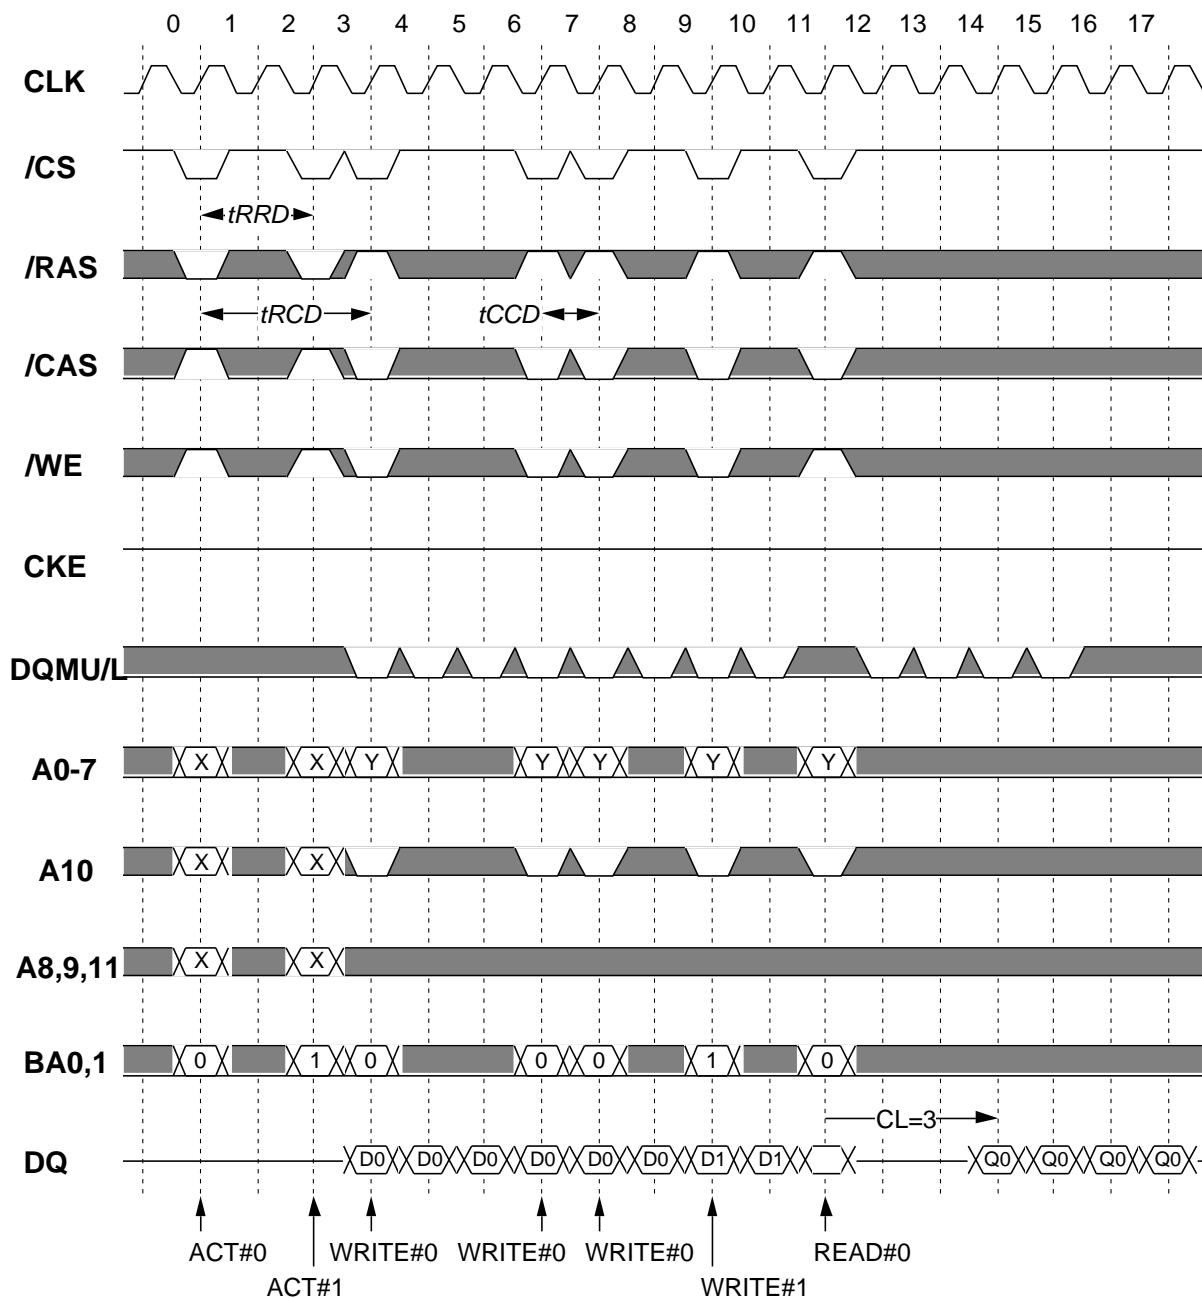 0 1 2 3 4 5 6 7 8 9 10 11 12 13 14 15 16 17
CLK
/CS
tRRD
/RAS
tRCD tCCD
/CAS
/WE
CKE
DQMU/L
A0-7 X X Y Y Y Y Y
A10 X X
A8,9,11 X X
BA0,1 0 1 0 0 0 1 0
CL=3
DQ D0 D0 D0 D0 D0 D0 D1 D1 Q0 Q0 Q0 Q0
ACT#0 WRITE#0 WRITE#0 WRITE#0 READ#0
ACT#1 WRITE#1